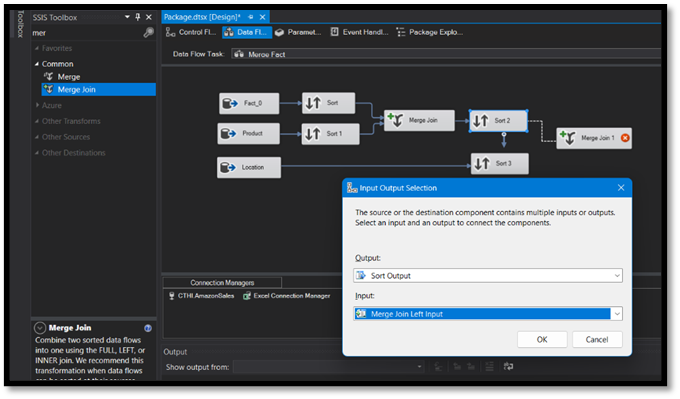 Toolbox
SSIS Toolbox
mer
Favorites
Common
Merge
Merge Join
Azure
Other Transforms
Other Sources
Other Destinations
Merge Join
Combine two sorted data flows
into one using the FULL, LEFT, or
INNER join. We recommend this
transformation when data flows
can be sorted at their sources
Package.dtsx [Design]*
Control Fl...
Data Fl...
Paramet...
Event Handl...
Package Explo...
Data Flow Task:
Merge Fact
Fact_0
Sort
Product
Sort 1
Merge Join
Sort 2
Merge Join 1
Location
Sort 3
Input Output Selection
The source or the destination component contains multiple inputs or outputs.
Select an input and an output to connect the components.
Output:
Sort Output
Input:
Merge Join Left Input
OK
Cancel
Connection Managers
CTHI AmazonSales
Excel Connection Manager
Output
Show output from: